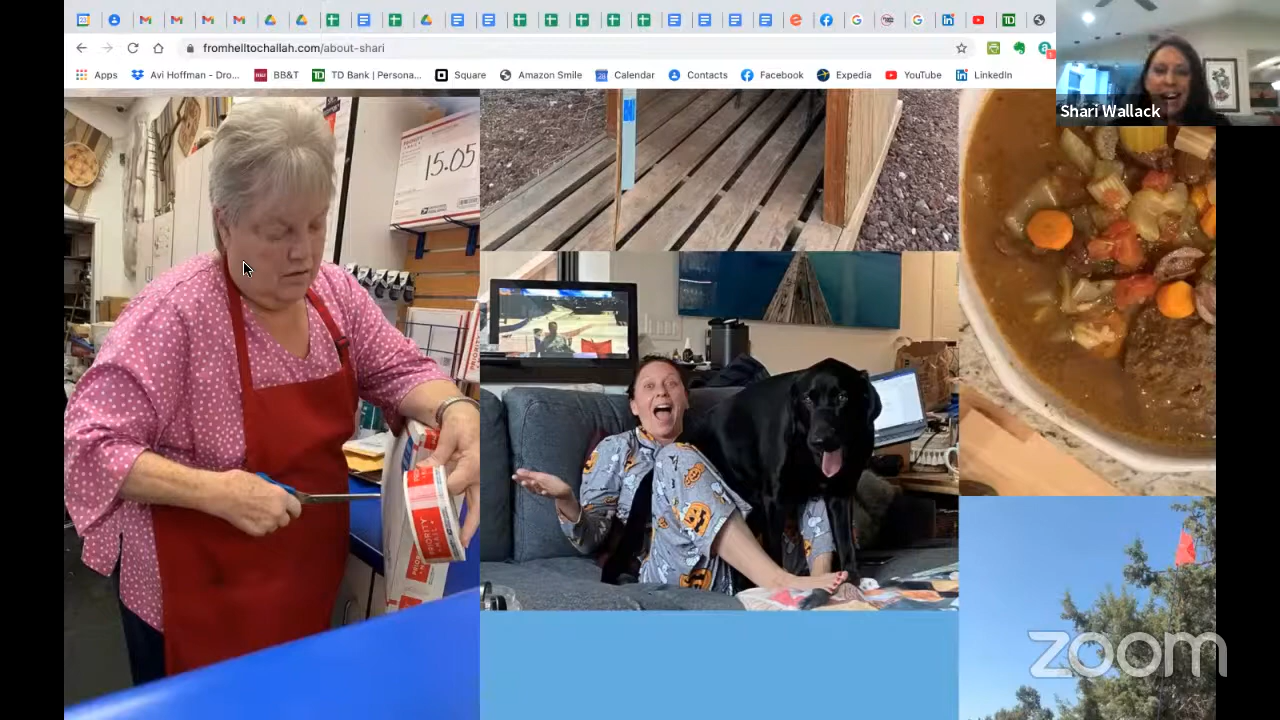 fromhelltochallah.com/about-shari
Apps
Avi Hoffman - Dro...
BB&T
TD Bank | Persona...
Square
Amazon Smile
Calendar
Contacts
Facebook
Expedia
YouTube
LinkedIn
Shari Wallack
15.05
PRIORITY
MAIL
zoom